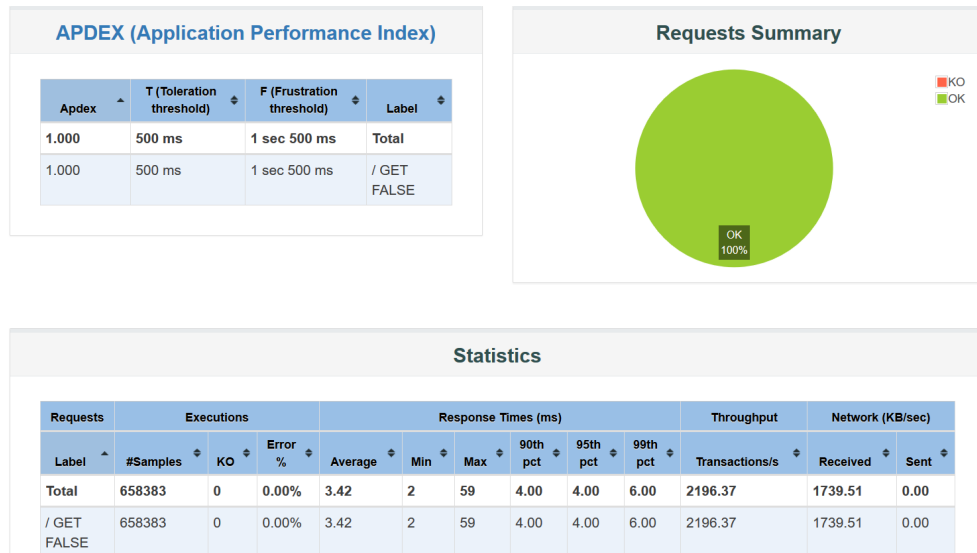 APDEX (Application Performance Index)
Apdex T (Toleration threshold) F (Frustration threshold) Label
1.000 500 ms 1 sec 500 ms Total
1.000 500 ms 1 sec 500 ms / GET FALSE
Requests Summary
KO
OK
OK
100%
Statistics
Requests Executions Response Times (ms) Throughput Network (KB/sec)
Label #Samples KO Error % Average Min Max 90th pct 95th pct 99th pct Transactions/s Received Sent
Total 658383 0 0.00% 3.42 2 59 4.00 4.00 6.00 2196.37 1739.51 0.00
/ GET FALSE 658383 0 0.00% 3.42 2 59 4.00 4.00 6.00 2196.37 1739.51 0.00